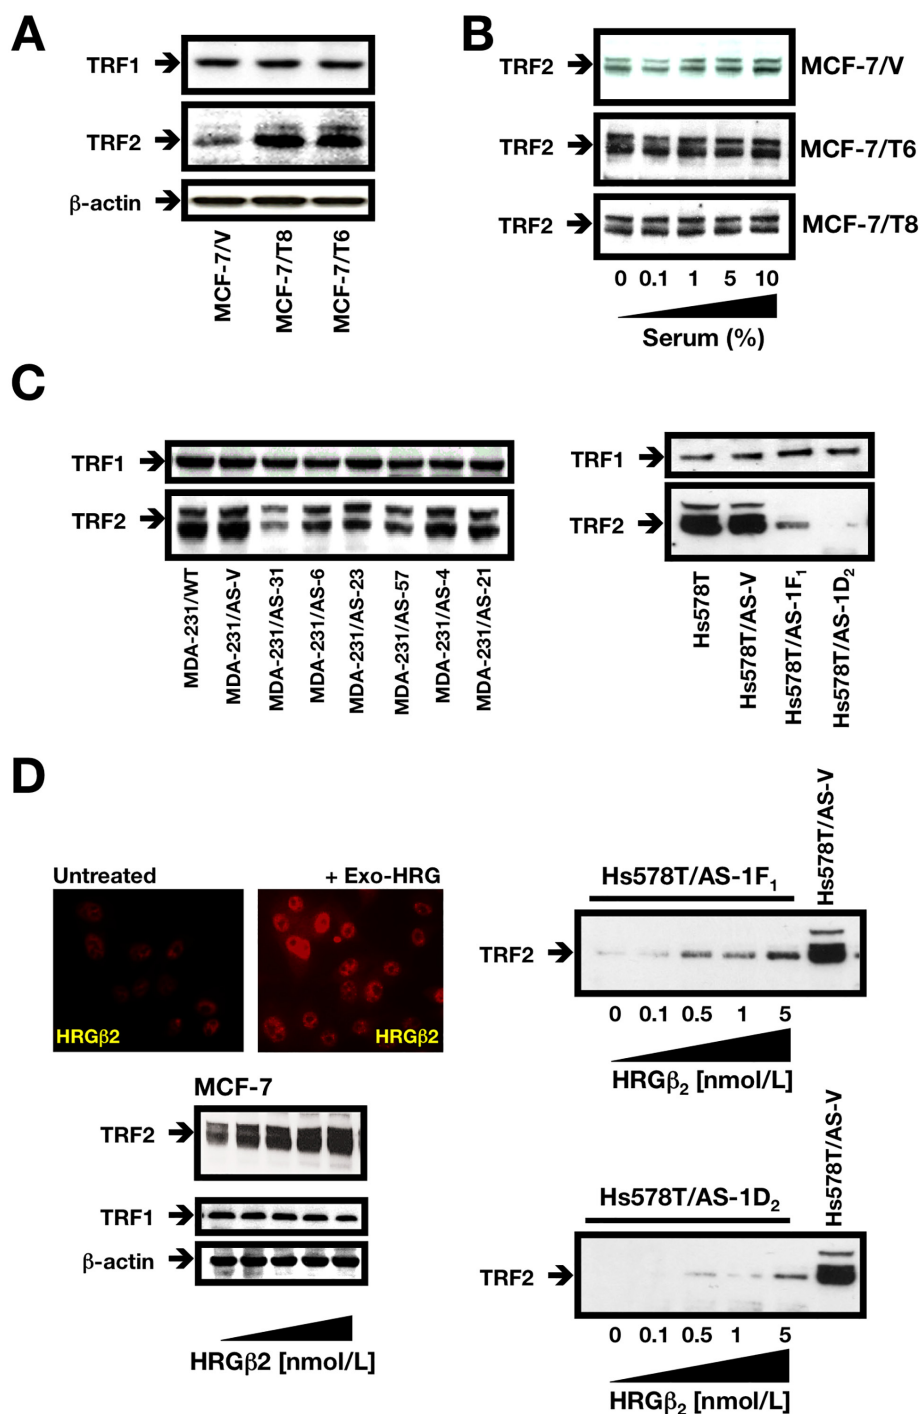 A
TRF1
TRF2
β-actin
MCF-7/V
MCF-7/T8
MCF-7/T6
B
TRF2
MCF-7/V
TRF2
MCF-7/T6
TRF2
MCF-7/T8
0 0.1 1 5 10
Serum (%)
C
TRF1
TRF2
MDA-231/WT
MDA-231/AS-V
MDA-231/AS-31
MDA-231/AS-6
MDA-231/AS-23
MDA-231/AS-57
MDA-231/AS-4
MDA-231/AS-21
TRF1
TRF2
Hs578T
Hs578T/AS-V
Hs578T/AS-1F₁
Hs578T/AS-1D₂
D
Untreated
+ Exo-HRG
HRGβ2
HRGβ2
MCF-7
TRF2
TRF1
β-actin
HRGβ2 [nmol/L]
Hs578T/AS-1F₁
Hs578T/AS-V
TRF2
0 0.1 0.5 1 5
HRGβ₂ [nmol/L]
Hs578T/AS-1D₂
Hs578T/AS-V
TRF2
0 0.1 0.5 1 5
HRGβ₂ [nmol/L]